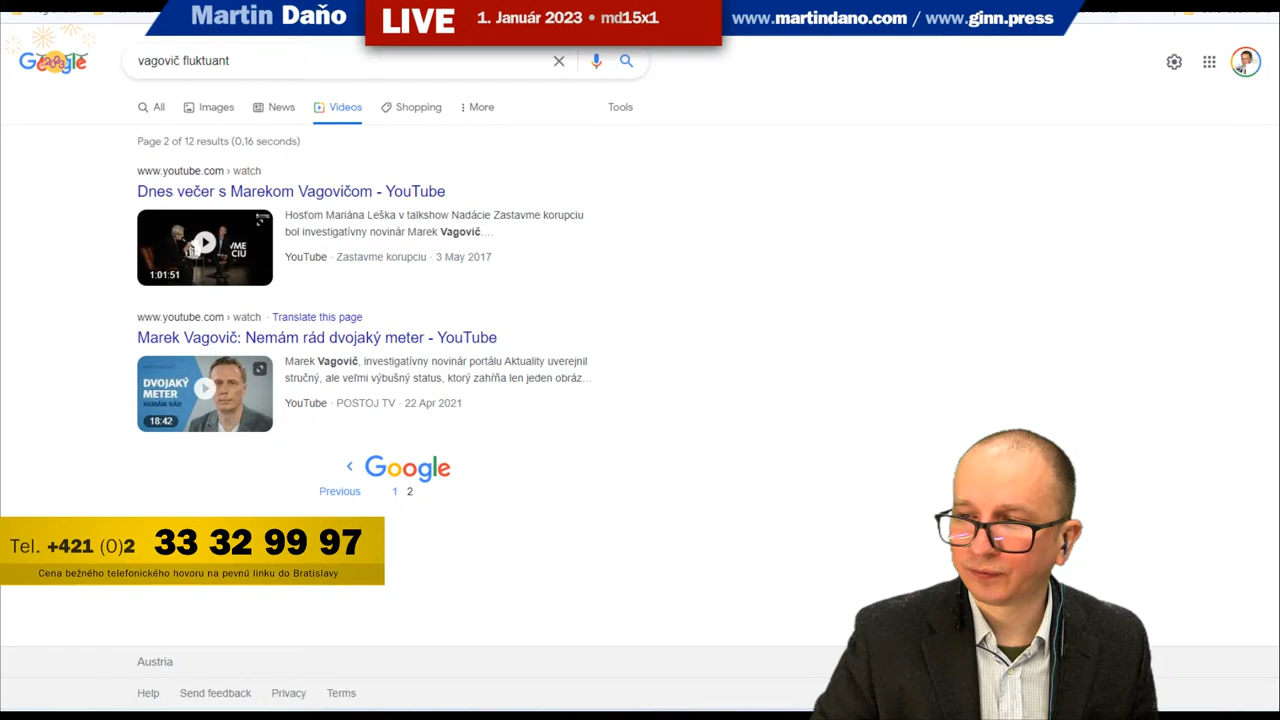 Martin Daňo
LIVE
1. Január 2023 • md15x1
www.martindano.com / www.ginn.press
Google
vagovič fluktuant
All
Images
News
Videos
Shopping
More
Tools
Page 2 of 12 results (0,16 seconds)
www.youtube.com › watch
Dnes večer s Marekom Vagovičom - YouTube
Hosťom Mariána Leška v talkshow Nadácie Zastavme korupciu
bol investigatívny novinár Marek Vagovič....
1:01:51
YouTube · Zastavme korupciu · 3 May 2017
www.youtube.com › watch · Translate this page
Marek Vagovič: Nemám rád dvojaký meter - YouTube
DVOJAKÝ
METER
NEMÁM RÁD
18:42
Marek Vagovič, investigatívny novinár portálu Aktuality uverejnil
stručný, ale veľmi výbušný status, ktorý zahŕňa len jeden obráz...
YouTube · POSTOJ TV · 22 Apr 2021
Google
Previous
1 2
Tel. +421 (0)2 33 32 99 97
Cena bežného telefonického hovoru na pevnú linku do Bratislavy
Austria
Help
Send feedback
Privacy
Terms